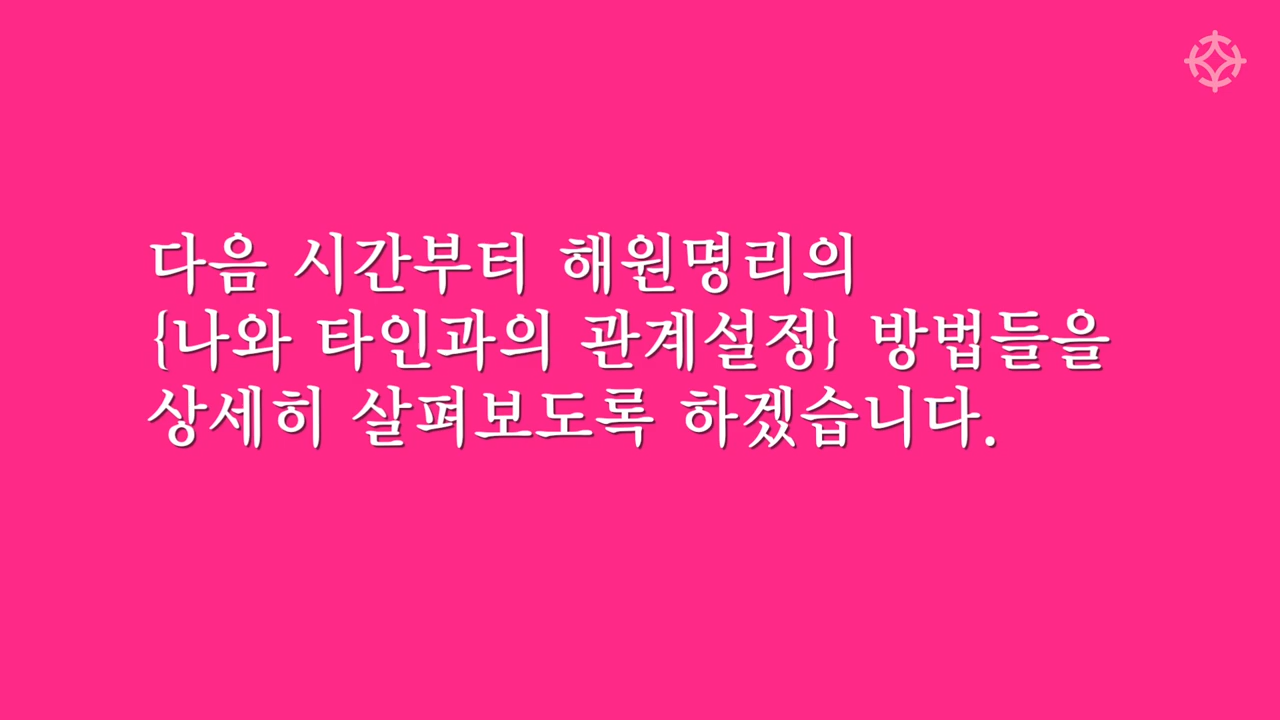 다음 시간부터 해원명리의
{나와 타인과의 관계설정} 방법들을
상세히 살펴보도록 하겠습니다.